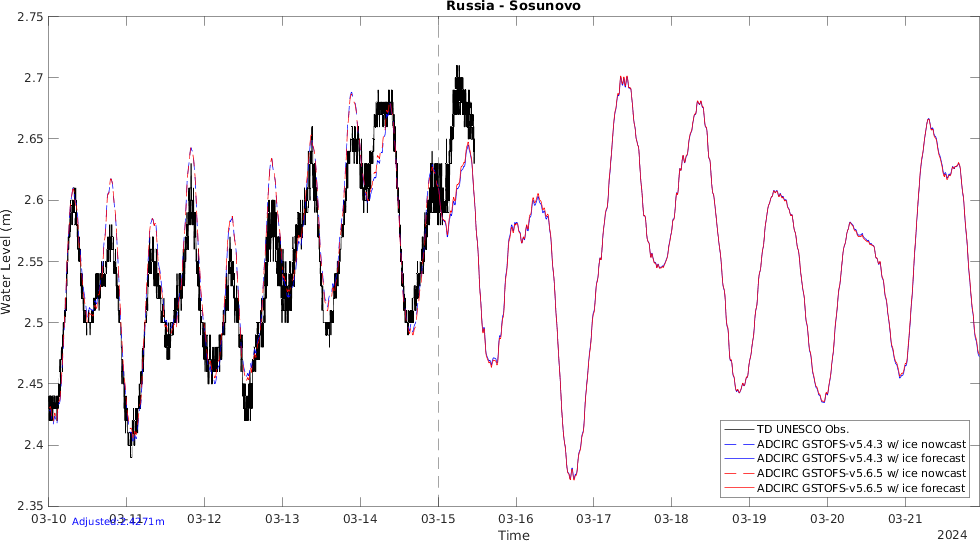 Russia - Sosunovo
2.75
2.7
2.65
2.6
2.55
2.5
2.45
2.4
2.35
Water Level (m)
03-10
03-11
03-12
03-13
03-14
03-15
03-16
03-17
03-18
03-19
03-20
03-21
Adjusted:2.4271m
Time
2024
TD UNESCO Obs.
ADCIRC GSTOFS-v5.4.3 w/ ice nowcast
ADCIRC GSTOFS-v5.4.3 w/ ice forecast
ADCIRC GSTOFS-v5.6.5 w/ ice nowcast
ADCIRC GSTOFS-v5.6.5 w/ ice forecast